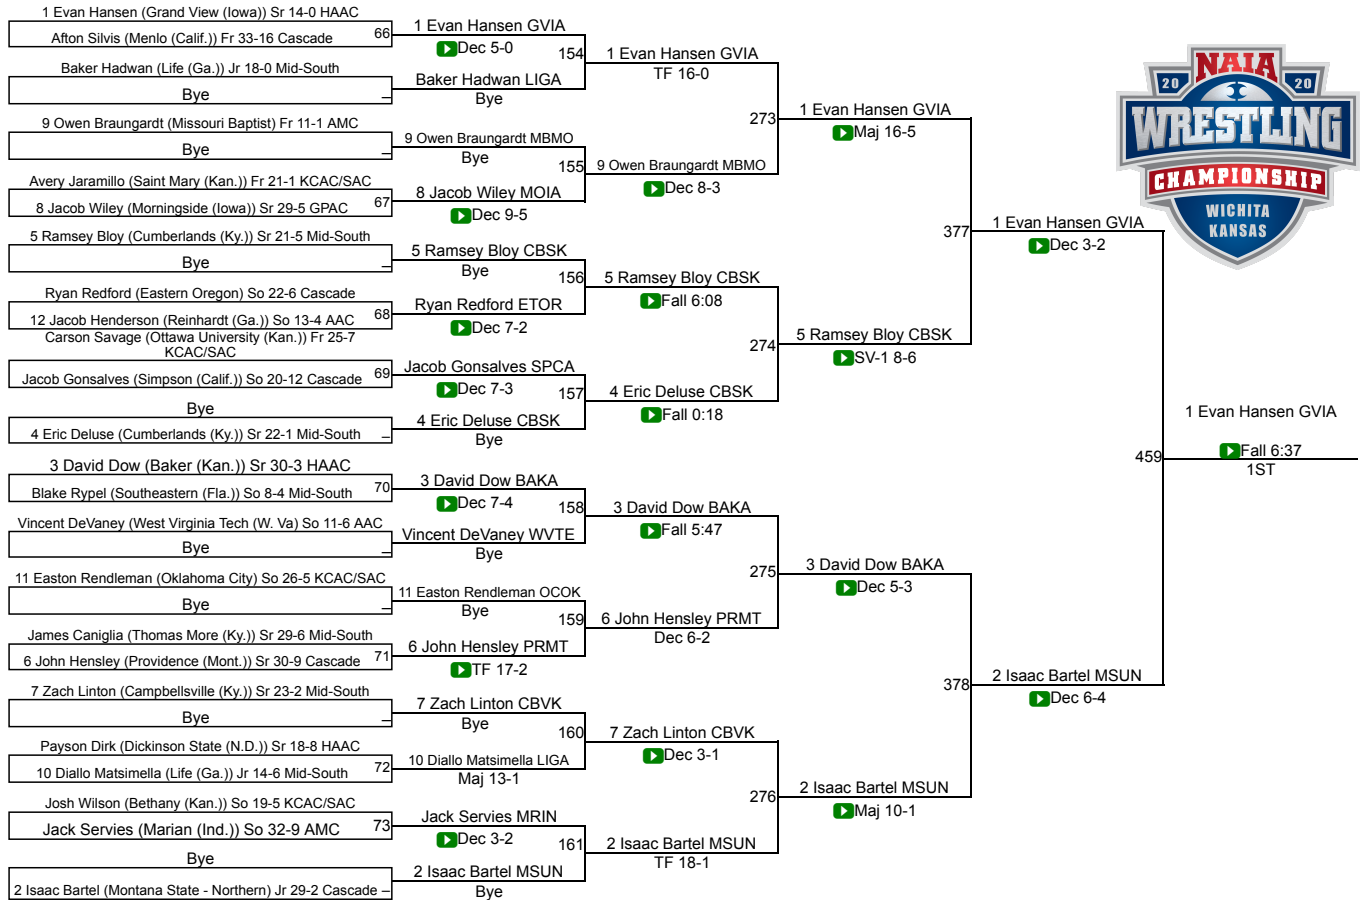 1 Evan Hansen (Grand View (Iowa)) Sr 14-0 HAAC
Afton Silvis (Menlo (Calif.)) Fr 33-16 Cascade
66
Baker Hadwan (Life (Ga.)) Jr 18-0 Mid-South
Bye
_
9 Owen Braungardt (Missouri Baptist) Fr 11-1 AMC
Bye
_
Avery Jaramillo (Saint Mary (Kan.)) Fr 21-1 KCAC/SAC
8 Jacob Wiley (Morningside (Iowa)) Sr 29-5 GPAC
67
5 Ramsey Bloy (Cumberlands (Ky.)) Sr 21-5 Mid-South
Bye
_
Ryan Redford (Eastern Oregon) So 22-6 Cascade
12 Jacob Henderson (Reinhardt (Ga.)) So 13-4 AAC
68
Carson Savage (Ottawa University (Kan.)) Fr 25-7
KCAC/SAC
Jacob Gonsalves (Simpson (Calif.)) So 20-12 Cascade
69
Bye
4 Eric Deluse (Cumberlands (Ky.)) Sr 22-1 Mid-South
_
3 David Dow (Baker (Kan.)) Sr 30-3 HAAC
Blake Rypel (Southeastern (Fla.)) So 8-4 Mid-South
70
Vincent DeVaney (West Virginia Tech (W. Va) So 11-6 AAC
Bye
_
11 Easton Rendleman (Oklahoma City) So 26-5 KCAC/SAC
Bye
_
James Caniglia (Thomas More (Ky.)) Sr 29-6 Mid-South
6 John Hensley (Providence (Mont.)) Sr 30-9 Cascade
71
7 Zach Linton (Campbellsville (Ky.)) Sr 23-2 Mid-South
Bye
_
Payson Dirk (Dickinson State (N.D.)) Sr 18-8 HAAC
10 Diallo Matsimella (Life (Ga.)) Jr 14-6 Mid-South
72
Josh Wilson (Bethany (Kan.)) So 19-5 KCAC/SAC
Jack Servies (Marian (Ind.)) So 32-9 AMC
73
Bye
2 Isaac Bartel (Montana State - Northern) Jr 29-2 Cascade
_
1 Evan Hansen GVIA
Dec 5-0
154
Baker Hadwan LIGA
Bye
9 Owen Braungardt MBMO
Bye
155
8 Jacob Wiley MOIA
Dec 9-5
5 Ramsey Bloy CBSK
Bye
156
Ryan Redford ETOR
Dec 7-2
Jacob Gonsalves SPCA
Dec 7-3
157
4 Eric Deluse CBSK
Bye
3 David Dow BAKA
Dec 7-4
158
Vincent DeVaney WVTE
Bye
11 Easton Rendleman OCOK
Bye
159
6 John Hensley PRMT
TF 17-2
7 Zach Linton CBVK
Bye
160
10 Diallo Matsimella LIGA
Maj 13-1
Jack Servies MRIN
Dec 3-2
161
2 Isaac Bartel MSUN
Bye
1 Evan Hansen GVIA
TF 16-0
273
9 Owen Braungardt MBMO
Dec 8-3
5 Ramsey Bloy CBSK
Fall 6:08
274
4 Eric Deluse CBSK
Fall 0:18
3 David Dow BAKA
Fall 5:47
275
6 John Hensley PRMT
Dec 6-2
7 Zach Linton CBVK
Dec 3-1
276
2 Isaac Bartel MSUN
TF 18-1
1 Evan Hansen GVIA
Maj 16-5
377
5 Ramsey Bloy CBSK
SV-1 8-6
3 David Dow BAKA
Dec 5-3
378
2 Isaac Bartel MSUN
Maj 10-1
1 Evan Hansen GVIA
Dec 3-2
459
2 Isaac Bartel MSUN
Dec 6-4
1 Evan Hansen GVIA
Fall 6:37
1ST
NAIA
20 20
WRESTLING
CHAMPIONSHIP
WICHITA
KANSAS